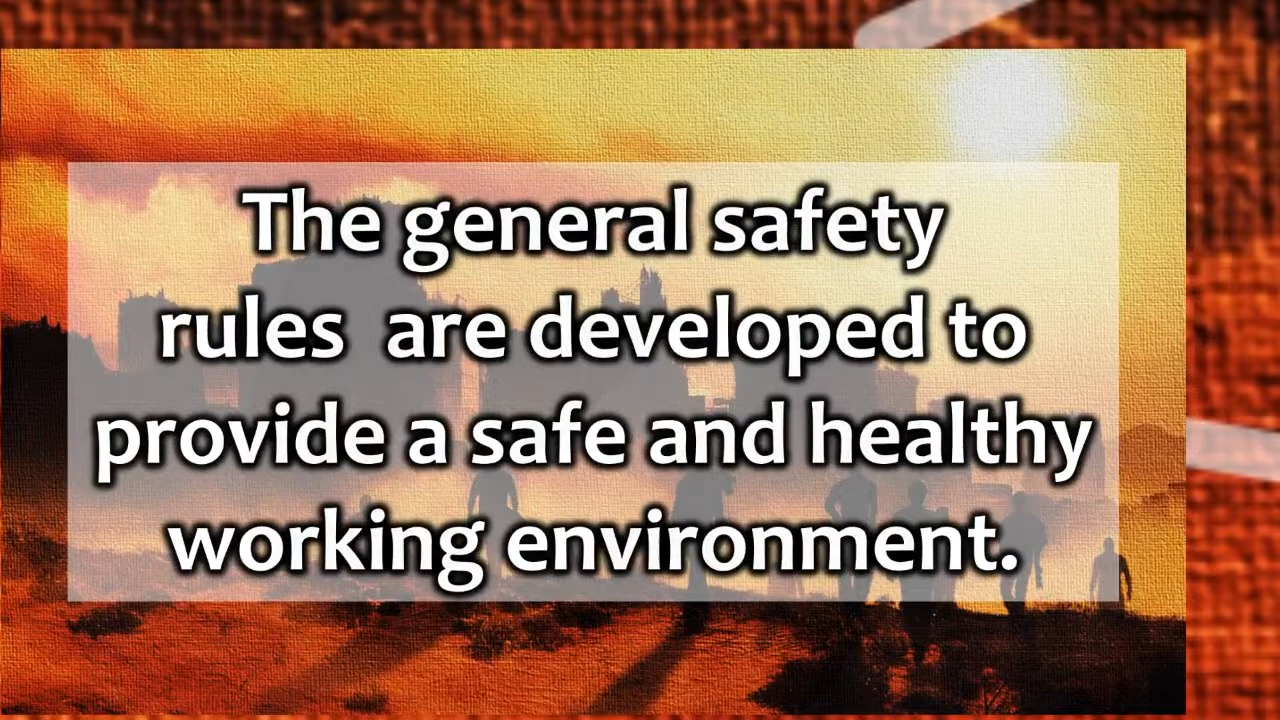 The general safety
rules  are developed to
provide a safe and healthy
working environment.